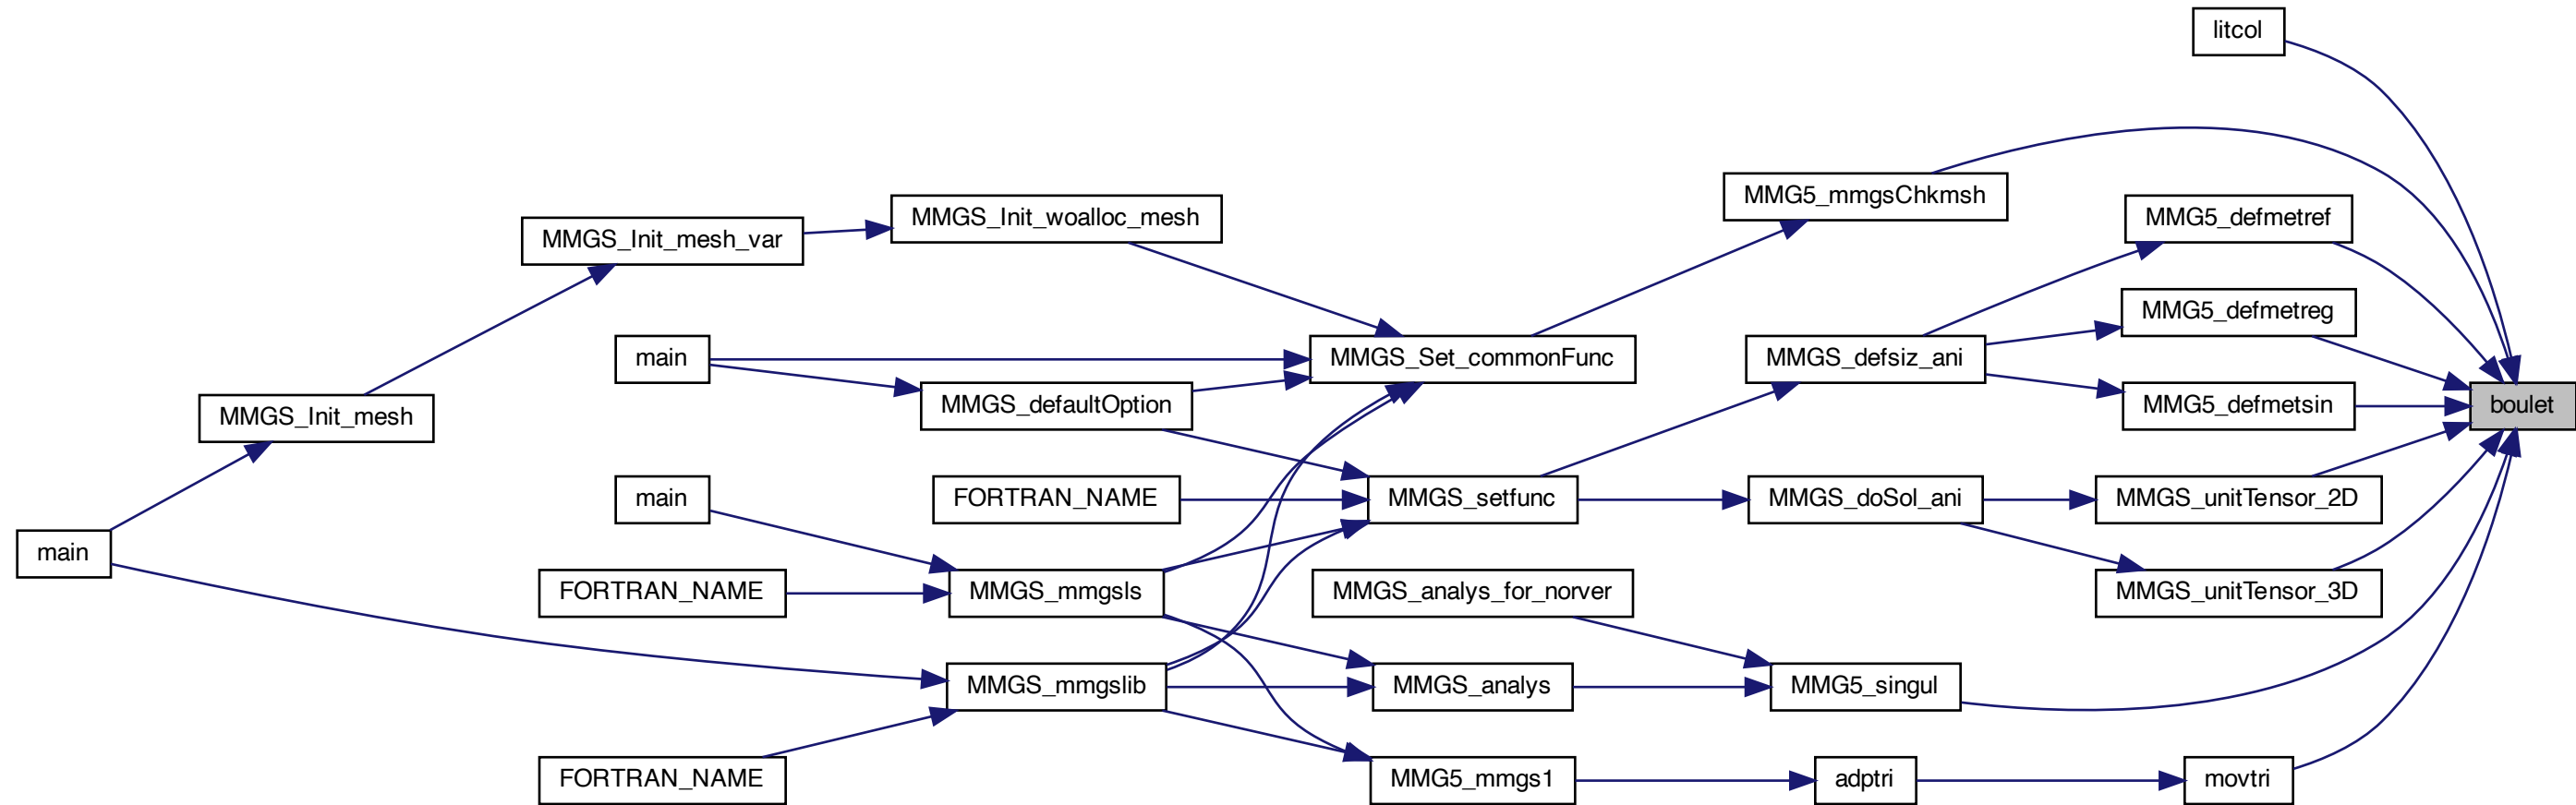 litcol
MMG5_mmgsChkmsh
MMGS_Init_woalloc_mesh
MMG5_defmetref
MMGS_Init_mesh_var
MMG5_defmetreg
main
MMGS_Set_commonFunc
MMGS_defsiz_ani
MMGS_defaultOption
MMG5_defmetsin
boulet
MMGS_Init_mesh
main
FORTRAN_NAME
MMGS_setfunc
MMGS_doSol_ani
MMGS_unitTensor_2D
main
FORTRAN_NAME
MMGS_mmgsls
MMGS_analys_for_norver
MMGS_unitTensor_3D
MMGS_mmgslib
MMGS_analys
MMG5_singul
FORTRAN_NAME
MMG5_mmgs1
adptri
movtri